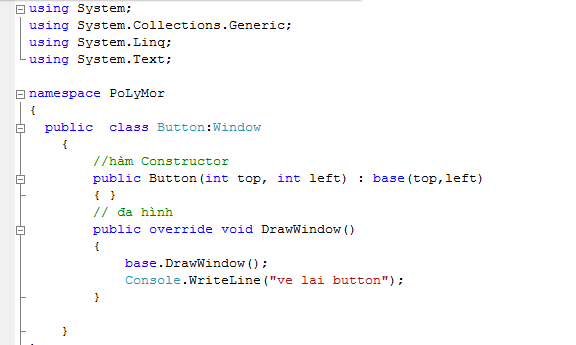 using System;
using System.Collections.Generic;
using System.Linq;
using System.Text;
namespace PoLyMor
{
public  class Button:Window
{
//hàm Constructor
public Button(int top, int left) : base(top,left)
{ }
// đa hình
public override void DrawWindow()
{
base.DrawWindow();
Console.WriteLine("ve lai button");
}
}